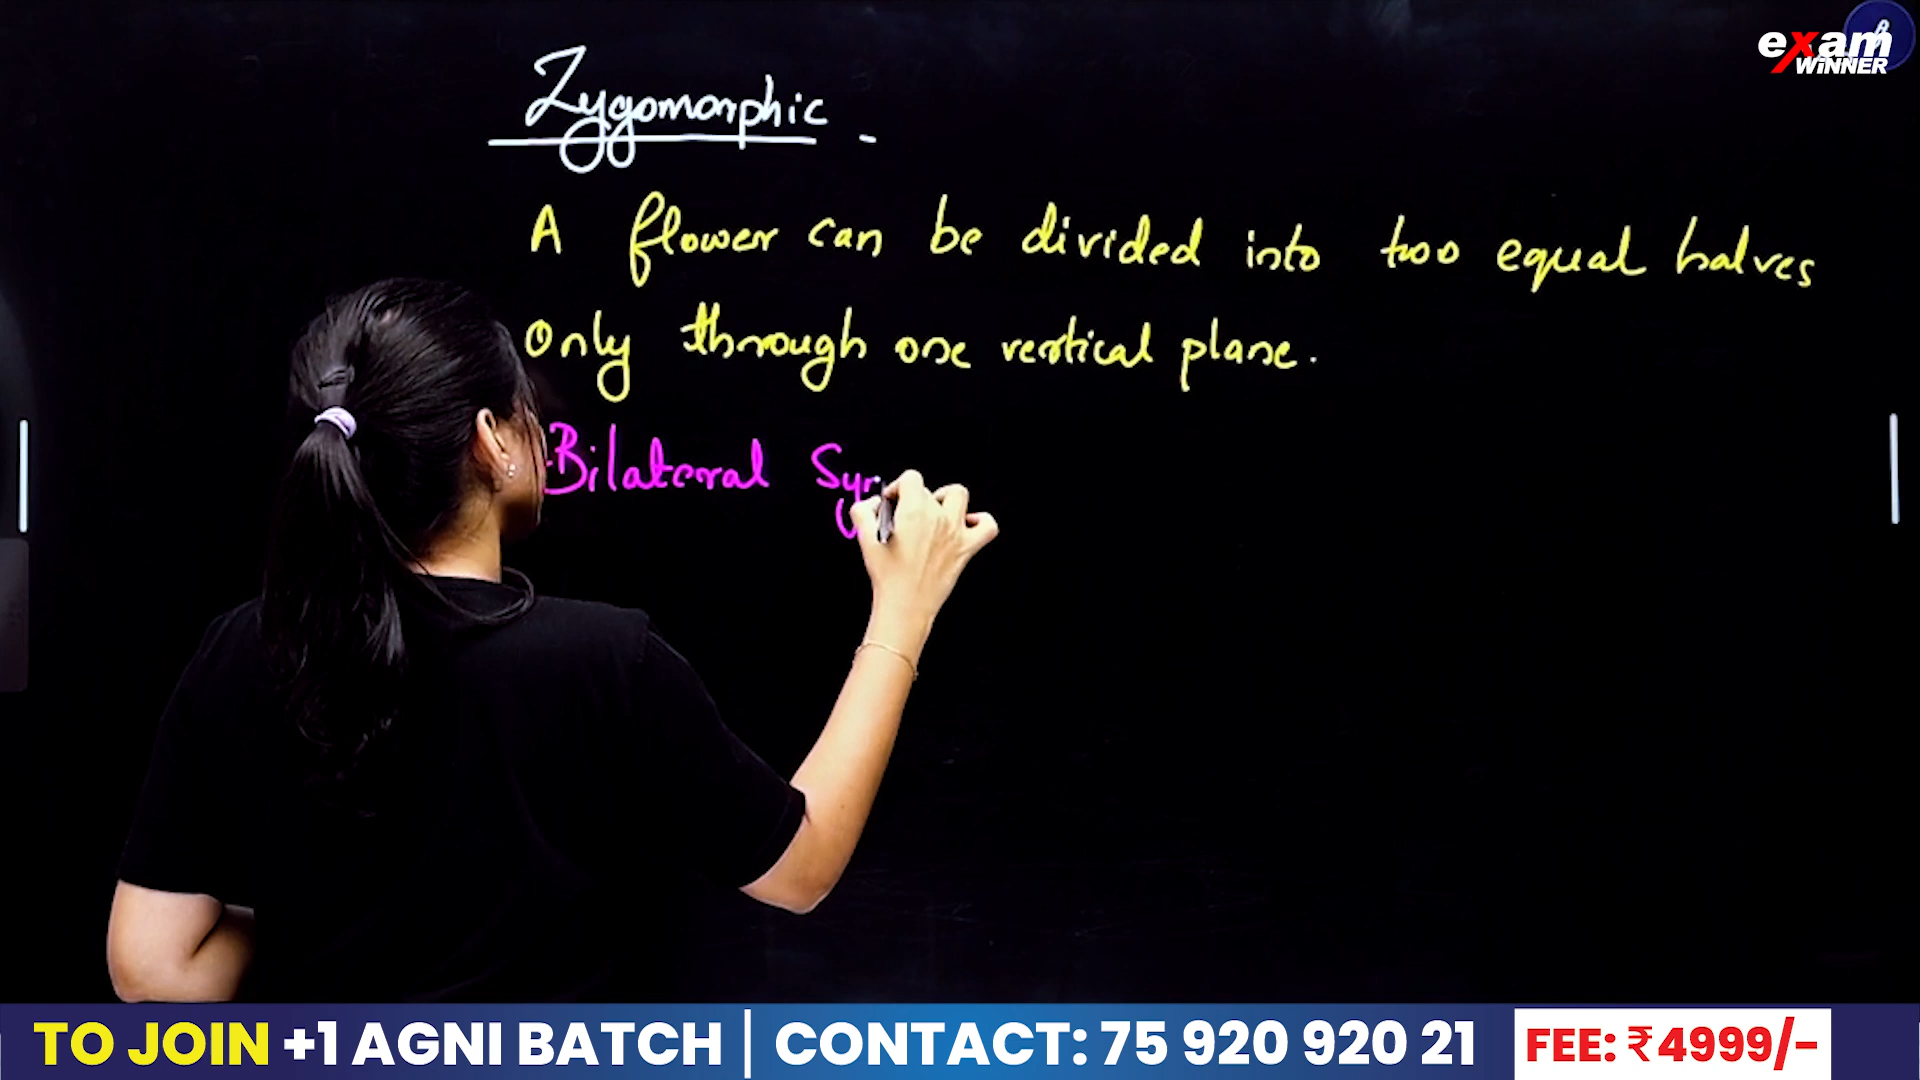 exam WINNER
Zygomorphic -
A flower can be divided into two equal halves
Only through one vertical plane.
Bilateral
TO JOIN +1 AGNI BATCH | CONTACT: 75 920 920 21 FEE: ₹4999/-